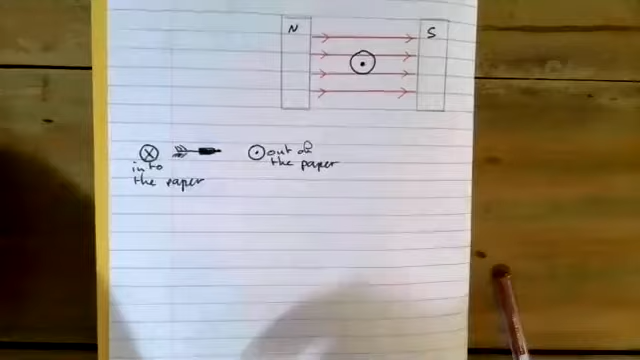 N
S
into
the paper
out of
the paper